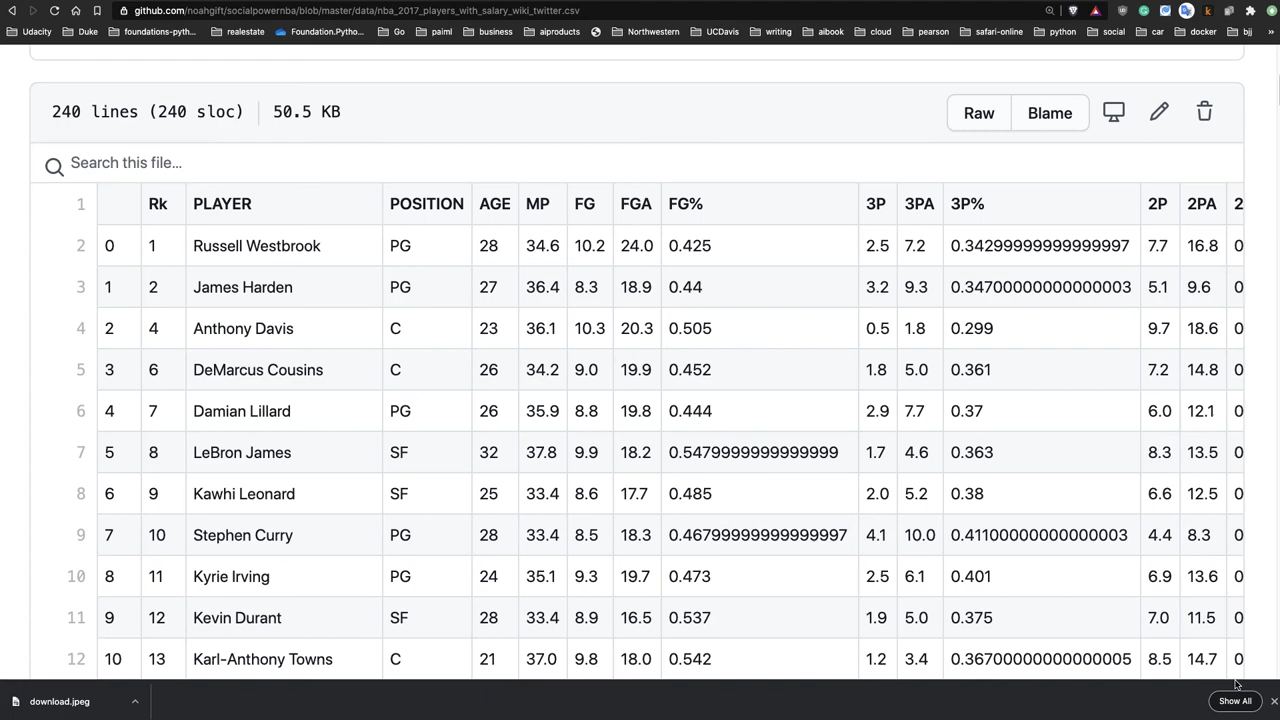 github.com/noahgift/socialpowernba/blob/master/data/nba_2017_players_with_salary_wiki_twitter.csv
Udacity Duke foundations-pyth... realestate Foundation.Pytho... Go paiml business aiproducts Northwestern UCDavis writing aibook cloud pearson safari-online python social car docker bjj »
240 lines (240 sloc) 50.5 KB Raw Blame
Search this file...
1 Rk PLAYER POSITION AGE MP FG FGA FG% 3P 3PA 3P% 2P 2PA 2
2 0 1 Russell Westbrook PG 28 34.6 10.2 24.0 0.425 2.5 7.2 0.34299999999999997 7.7 16.8 0
3 1 2 James Harden PG 27 36.4 8.3 18.9 0.44 3.2 9.3 0.34700000000000003 5.1 9.6 0
4 2 4 Anthony Davis C 23 36.1 10.3 20.3 0.505 0.5 1.8 0.299 9.7 18.6 0
5 3 6 DeMarcus Cousins C 26 34.2 9.0 19.9 0.452 1.8 5.0 0.361 7.2 14.8 0
6 4 7 Damian Lillard PG 26 35.9 8.8 19.8 0.444 2.9 7.7 0.37 6.0 12.1 0
7 5 8 LeBron James SF 32 37.8 9.9 18.2 0.5479999999999999 1.7 4.6 0.363 8.3 13.5 0
8 6 9 Kawhi Leonard SF 25 33.4 8.6 17.7 0.485 2.0 5.2 0.38 6.6 12.5 0
9 7 10 Stephen Curry PG 28 33.4 8.5 18.3 0.46799999999999997 4.1 10.0 0.41100000000000003 4.4 8.3 0
10 8 11 Kyrie Irving PG 24 35.1 9.3 19.7 0.473 2.5 6.1 0.401 6.9 13.6 0
11 9 12 Kevin Durant SF 28 33.4 8.9 16.5 0.537 1.9 5.0 0.375 7.0 11.5 0
12 10 13 Karl-Anthony Towns C 21 37.0 9.8 18.0 0.542 1.2 3.4 0.36700000000000005 8.5 14.7 0
download.jpeg Show All